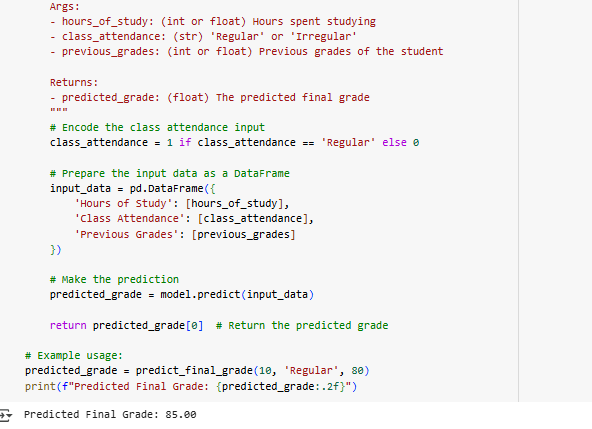 Args:
- hours_of_study: (int or float) Hours spent studying
- class_attendance: (str) 'Regular' or 'Irregular'
- previous_grades: (int or float) Previous grades of the student
Returns:
- predicted_grade: (float) The predicted final grade
"""
# Encode the class attendance input
class_attendance = 1 if class_attendance == 'Regular' else 0
# Prepare the input data as a DataFrame
input_data = pd.DataFrame({
'Hours of Study': [hours_of_study],
'Class Attendance': [class_attendance],
'Previous Grades': [previous_grades]
})
# Make the prediction
predicted_grade = model.predict(input_data)
return predicted_grade[0]  # Return the predicted grade
# Example usage:
predicted_grade = predict_final_grade(10, 'Regular', 80)
print(f"Predicted Final Grade: {predicted_grade:.2f}")
Predicted Final Grade: 85.00